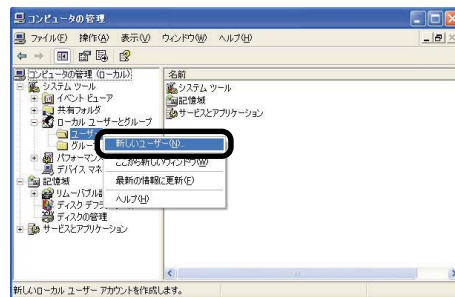 コンピュータの管理
ファイル(F) 操作(A) 表示(V) ウィンドウ(W) ヘルプ(H)
コンピュータの管理 (ローカル)
システム ツール
イベント ビューア
共有フォルダ
ローカル ユーザーとグループ
ユーザー
グルー
パフォーマン
デバイス マネ
記憶域
リムーバブル記
ディスク デフラ
ディスクの管理
サービスとアプリケーション
名前
システム ツール
記憶域
サービスとアプリケーション
新しいユーザー(N)...
ここから新しいウィンドウ(W)
最新の情報に更新(F)
ヘルプ(H)
新しいローカル ユーザー アカウントを作成します。